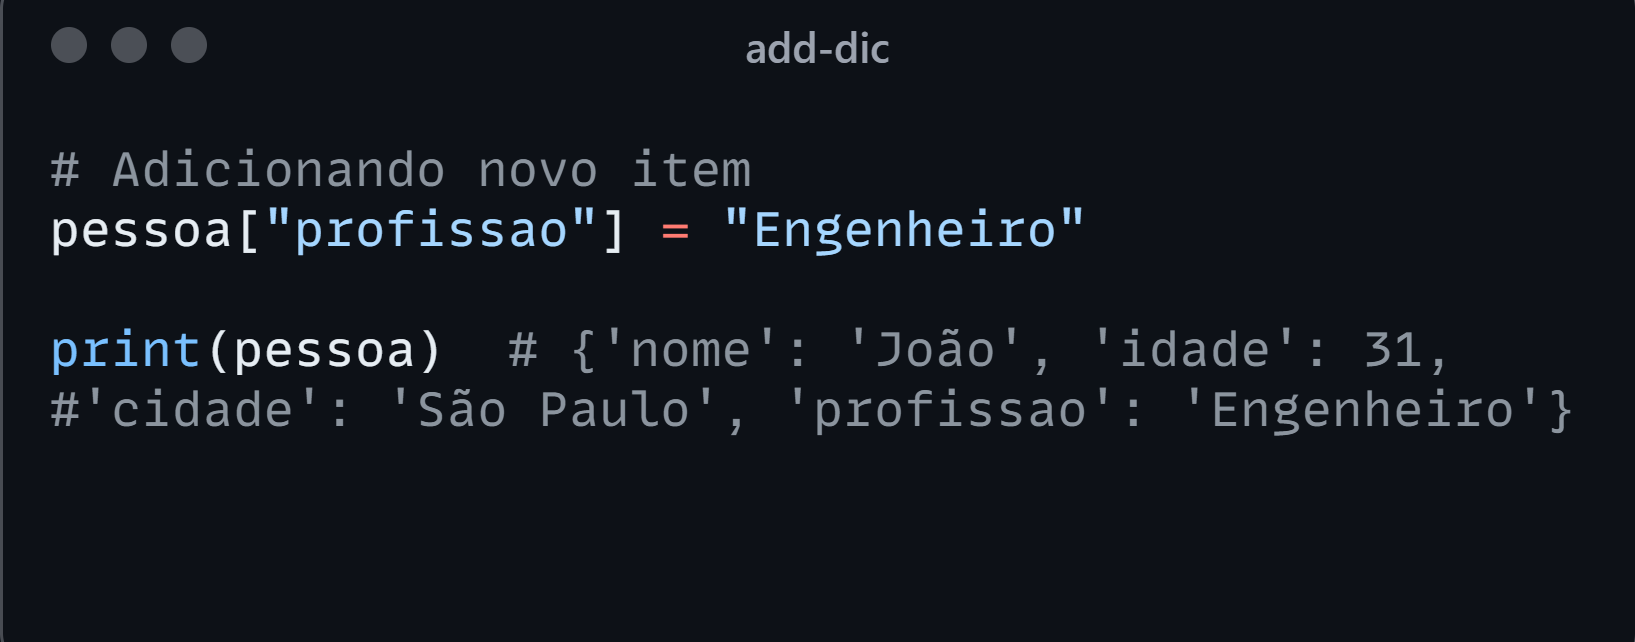 add-dic
# Adicionando novo item
pessoa["profissao"] = "Engenheiro"
print(pessoa)  # {'nome': 'João', 'idade': 31,
#'cidade': 'São Paulo', 'profissao': 'Engenheiro'}